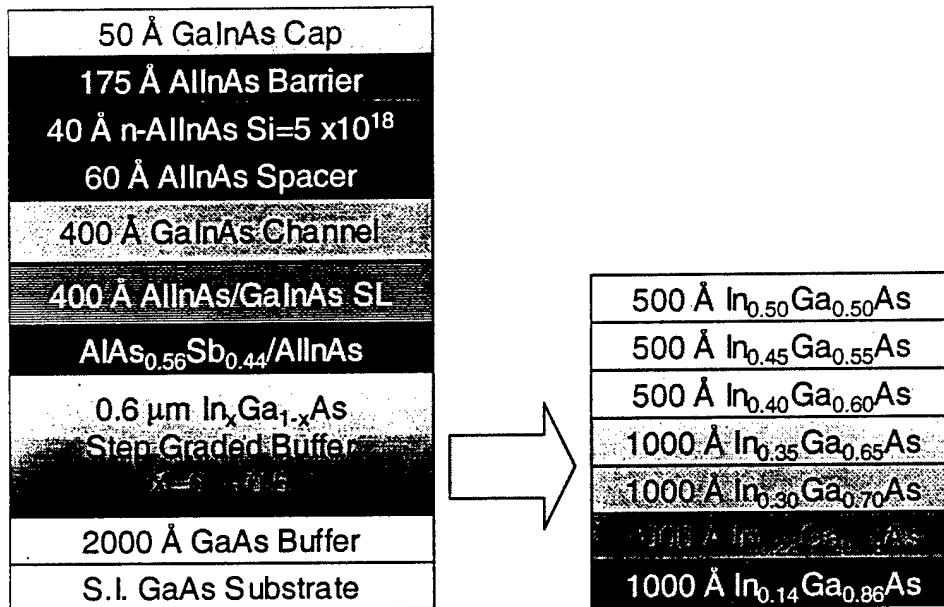 50 Å GaInAs Cap
175 Å AlInAs Barrier
40 Å n-AlInAs Si=5 x10¹⁸
60 Å AlInAs Spacer
400 Å GaInAs Channel
400 Å AlInAs/GaInAs SL
AlAs₀.₅₆Sb₀.₄₄/AlInAs
0.6 µm InₓGa₁₋ₓAs
Step Graded Buffer
2000 Å GaAs Buffer
S.I. GaAs Substrate
500 Å In₀.₅₀Ga₀.₅₀As
500 Å In₀.₄₅Ga₀.₅₅As
500 Å In₀.₄₀Ga₀.₆₀As
1000 Å In₀.₃₅Ga₀.₆₅As
1000 Å In₀.₃₀Ga₀.₇₀As
1000 Å In₀.₁₄Ga₀.₈₆As